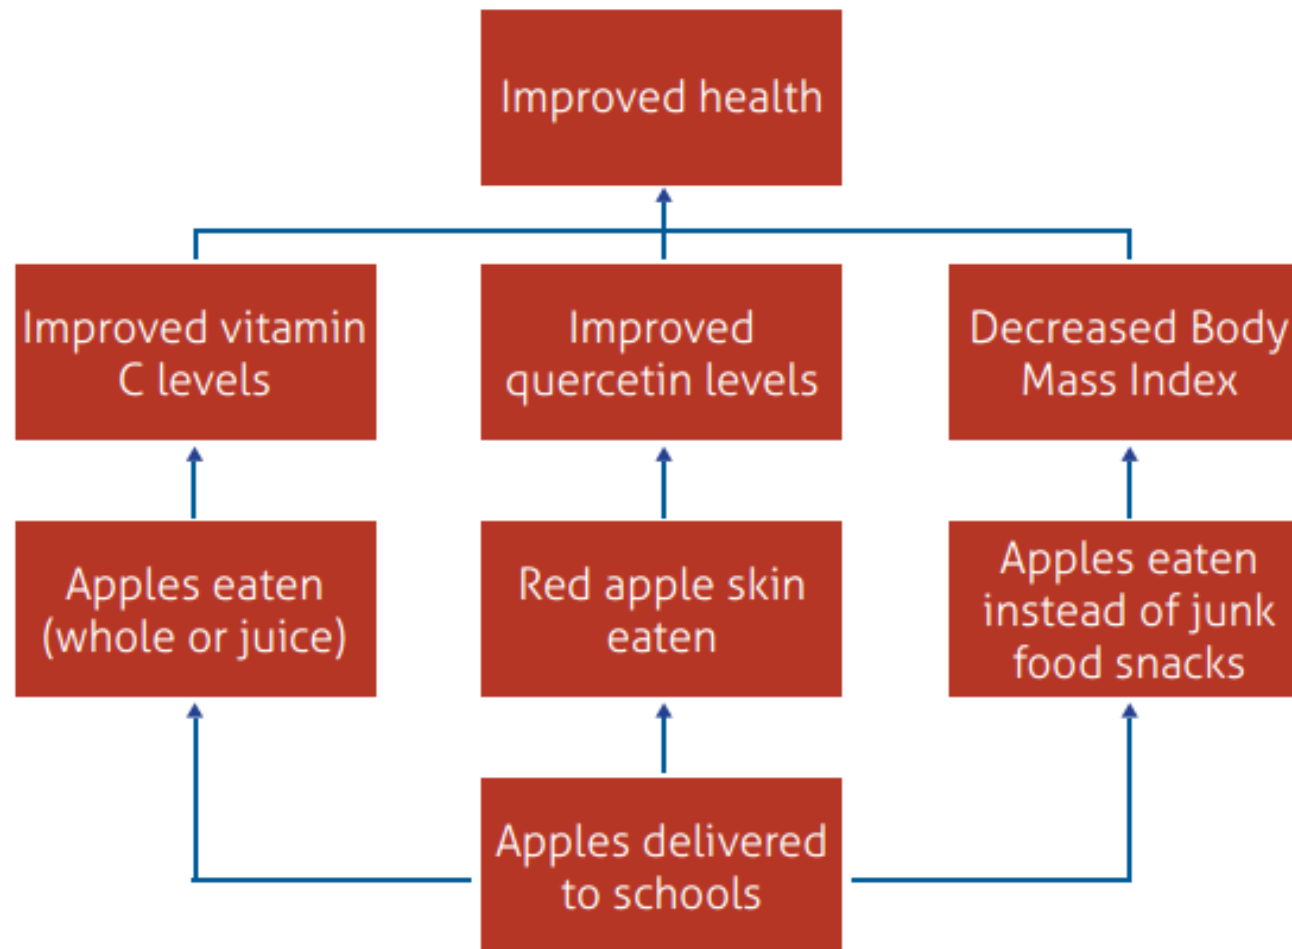 Improved health
Improved vitamin
C levels
Improved
quercetin levels
Decreased Body
Mass Index
Apples eaten
(whole or juice)
Red apple skin
eaten
Apples eaten
instead of junk
food snacks
Apples delivered
to schools